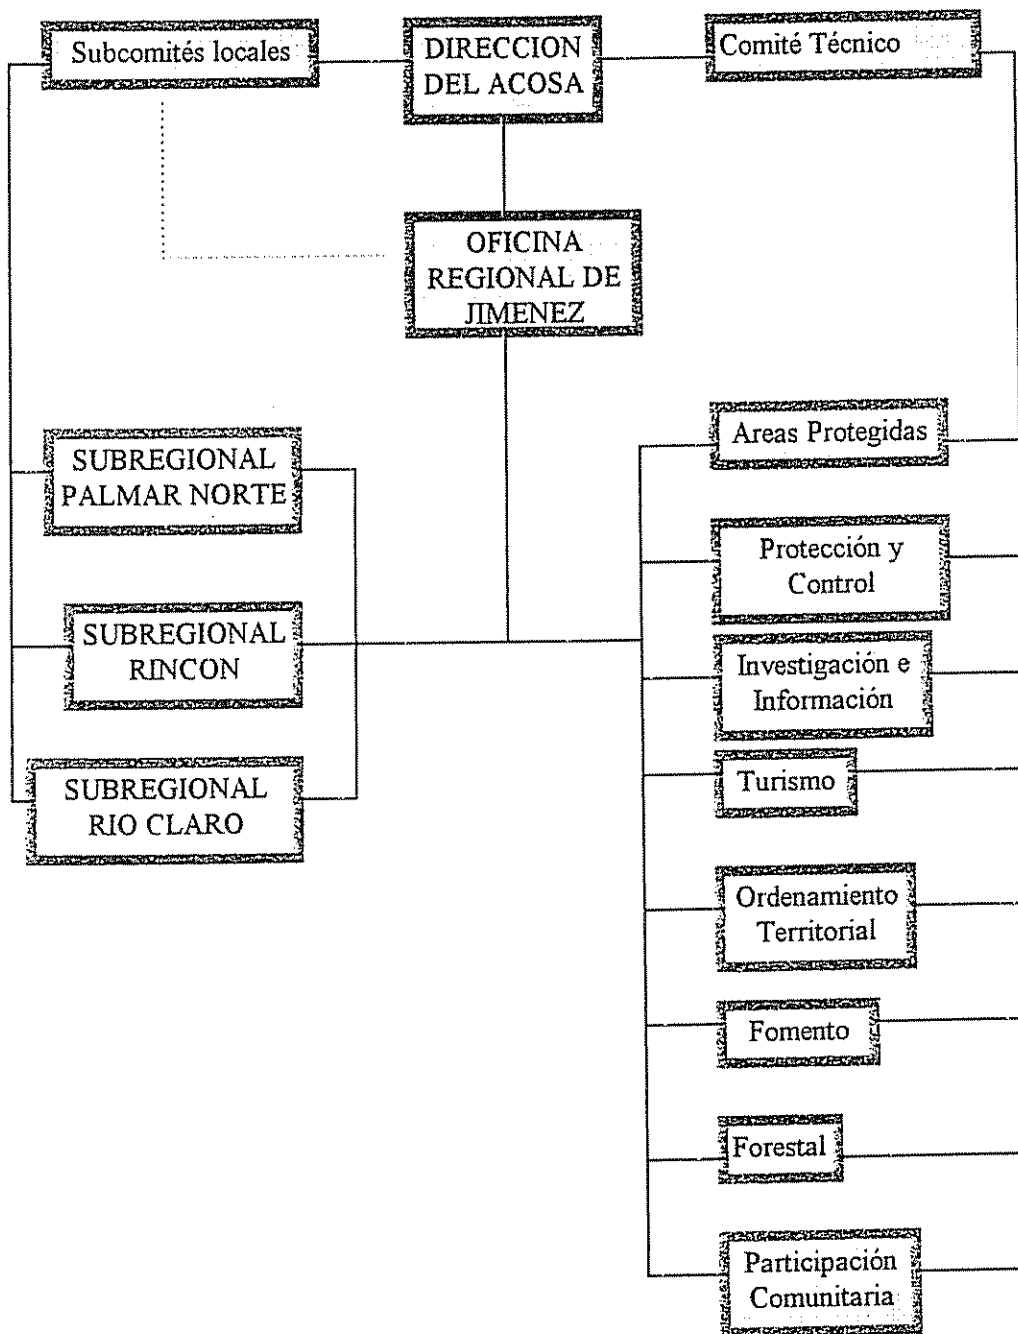 Subcomités locales
DIRECCION
DEL ACOSA
Comité Técnico
OFICINA
REGIONAL DE
JIMENEZ
SUBREGIONAL
PALMAR NORTE
SUBREGIONAL
RINCON
SUBREGIONAL
RIO CLARO
Areas Protegidas
Protección y
Control
Investigación e
Información
Turismo
Ordenamiento
Territorial
Fomento
Forestal
Participación
Comunitaria